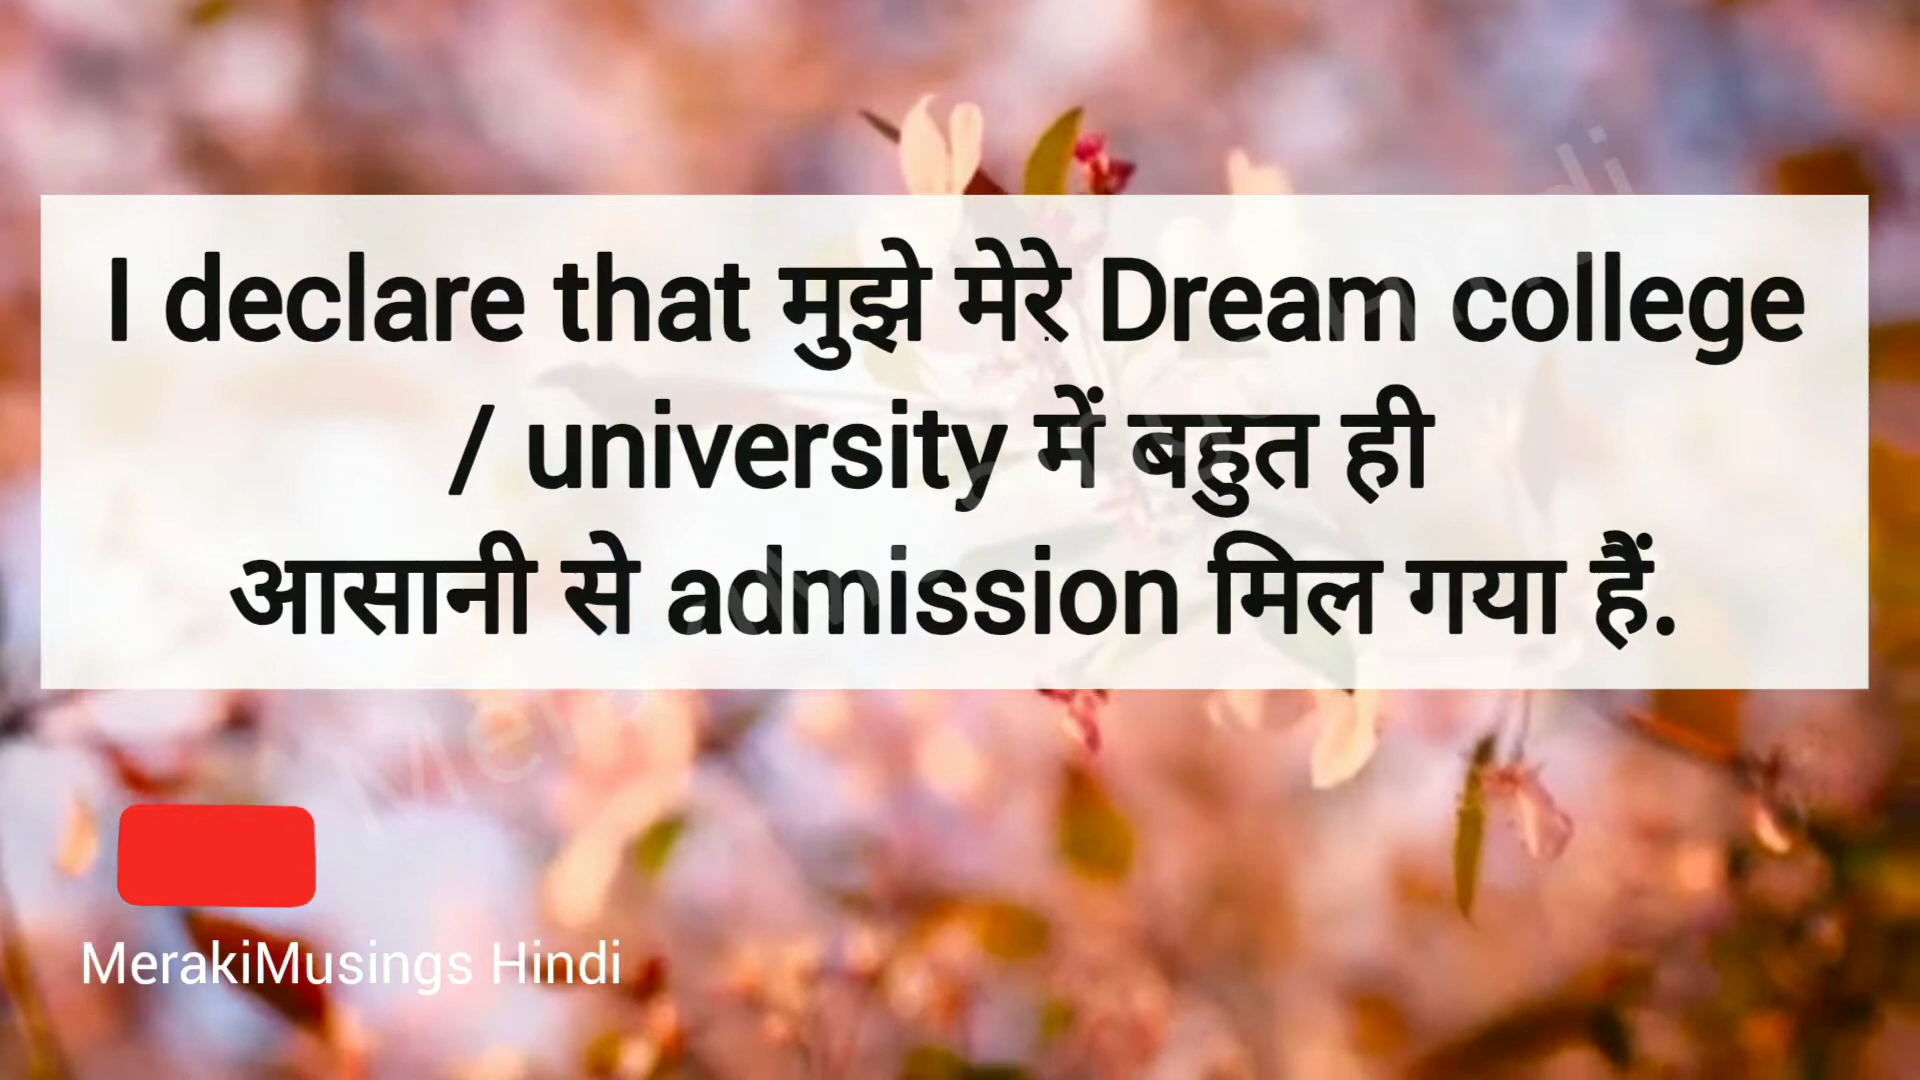 I declare that मुझे मेरे Dream college
/ university में बहुत ही
आसानी से admission मिल गया हैं.
MerakiMusings Hindi